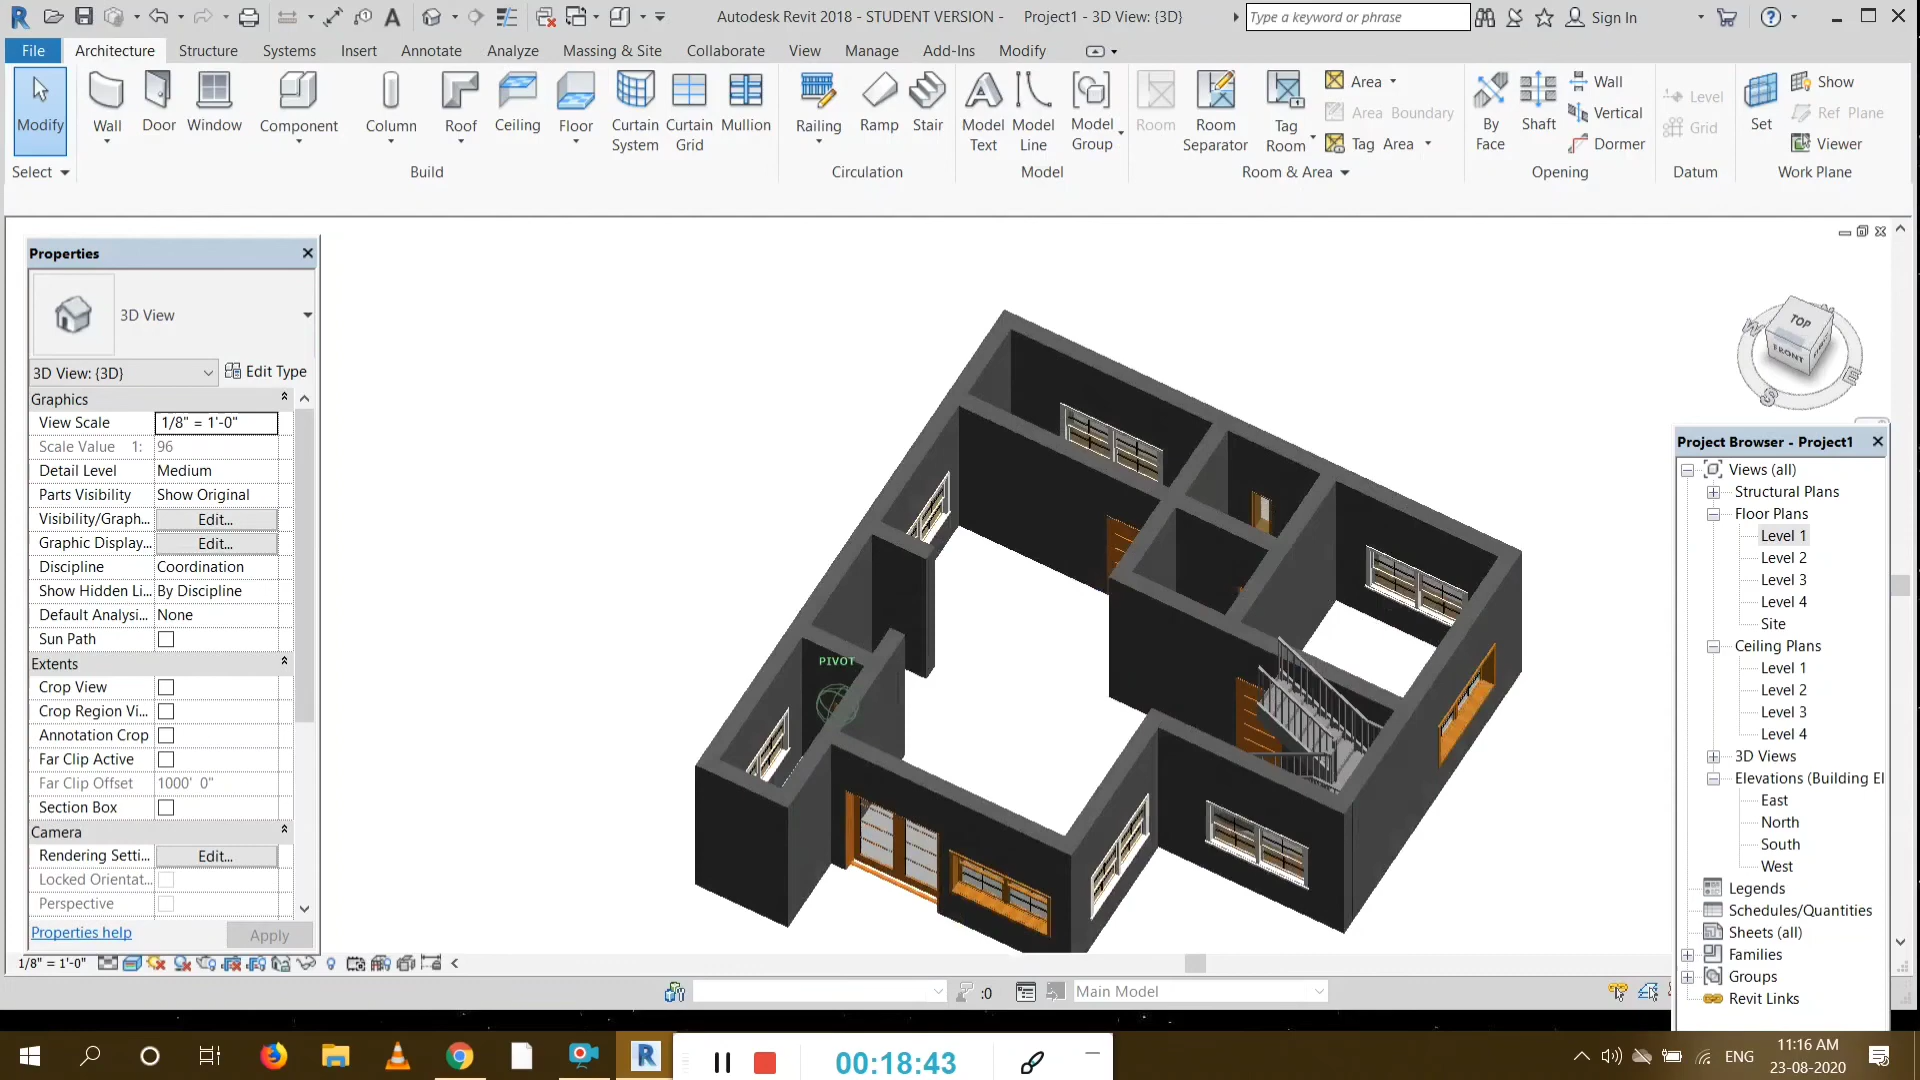 Autodesk Revit 2018 - STUDENT VERSION - Project1 - 3D View: {3D}
Type a keyword or phrase
Sign In
File Architecture Structure Systems Insert Annotate Analyze Massing & Site Collaborate View Manage Add-Ins Modify
Modify
Wall
Door
Window
Component
Column
Roof
Ceiling
Floor
Curtain System
Curtain Grid
Mullion
Railing
Ramp
Stair
Model Text
Model Line
Model Group
Room
Room Separator
Tag Room
Area
Area Boundary
Tag Area
By Face
Shaft
Wall
Vertical
Dormer
Level
Grid
Set
Show
Ref Plane
Viewer
Select
Build
Circulation
Model
Room & Area
Opening
Datum
Work Plane
Properties
3D View
3D View: {3D}
Edit Type
Graphics
View Scale 1/8" = 1'-0"
Scale Value 1: 96
Detail Level Medium
Parts Visibility Show Original
Visibility/Graph... Edit...
Graphic Display... Edit...
Discipline Coordination
Show Hidden Li... By Discipline
Default Analysi... None
Sun Path
Extents
Crop View
Crop Region Vi...
Annotation Crop
Far Clip Active
Far Clip Offset 1000' 0"
Section Box
Camera
Rendering Setti... Edit...
Locked Orientat...
Perspective
Properties help
Apply
PIVOT
TOP
FRONT
W
S
E
Project Browser - Project1
Views (all)
Structural Plans
Floor Plans
Level 1
Level 2
Level 3
Level 4
Site
Ceiling Plans
Level 1
Level 2
Level 3
Level 4
3D Views
Elevations (Building El
East
North
South
West
Legends
Schedules/Quantities
Sheets (all)
Families
Groups
Revit Links
1/8" = 1'-0"
:0
Main Model
00:18:43
ENG
11:16 AM
23-08-2020